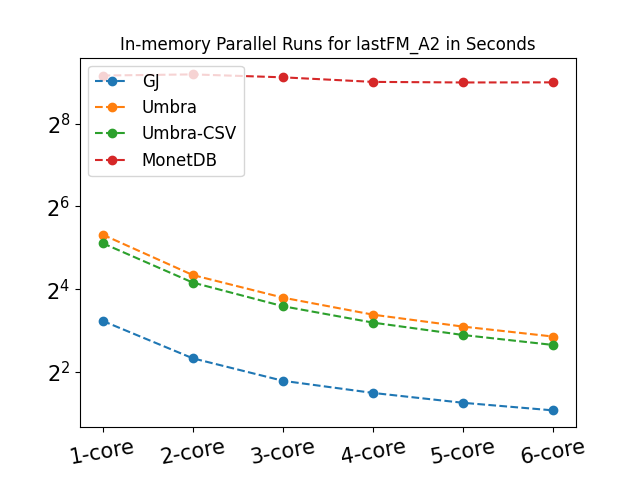 In-memory Parallel Runs for lastFM_A2 in Seconds
GJ
Umbra
Umbra-CSV
MonetDB
2^8
2^6
2^4
2^2
1-core 2-core 3-core 4-core 5-core 6-core